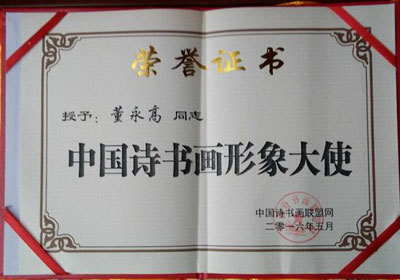 荣誉证书
授予：董永高 同志
中国诗书画形象大使
中国诗书画联盟网
二零一六年五月